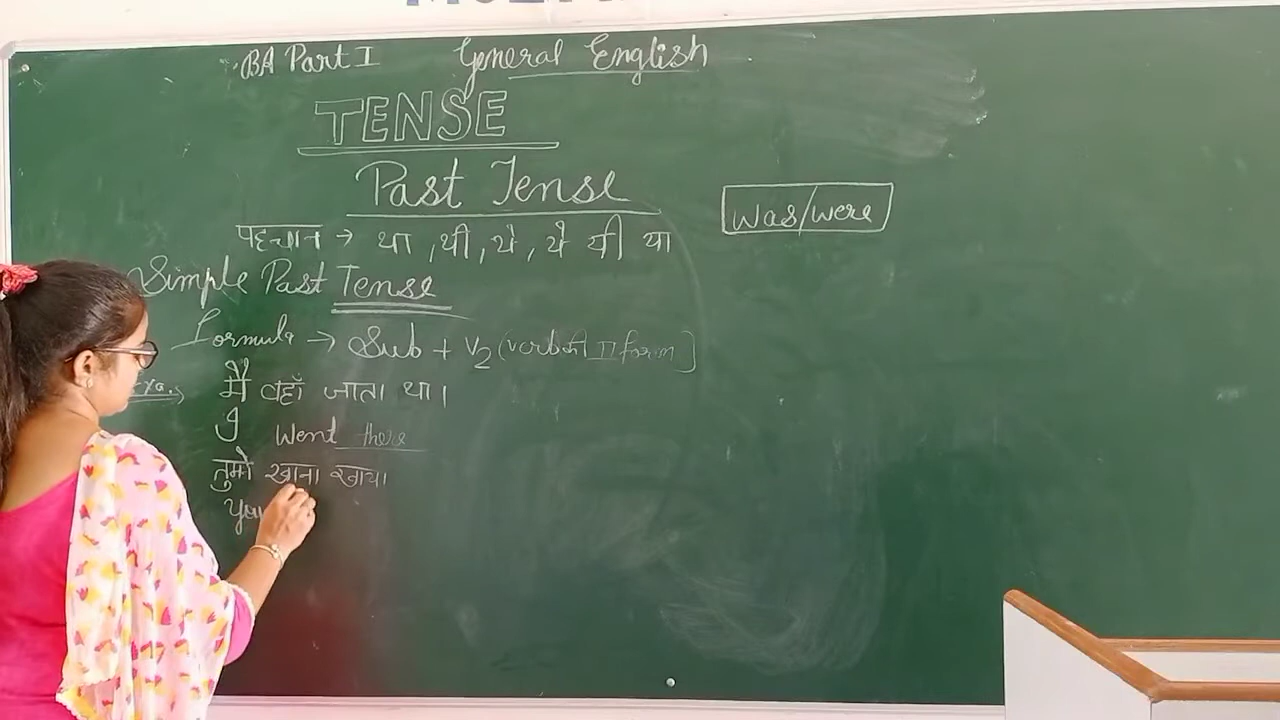 BA Part I General English
TENSE
Past Tense
was/were
पहचान → था, थी, थे, ये यी या
Simple Past Tense
Formula → Sub + V2 (verb की II form]
Exa.
मैं वहाँ जाता था।
I went there
तुमने खाना खाया
You